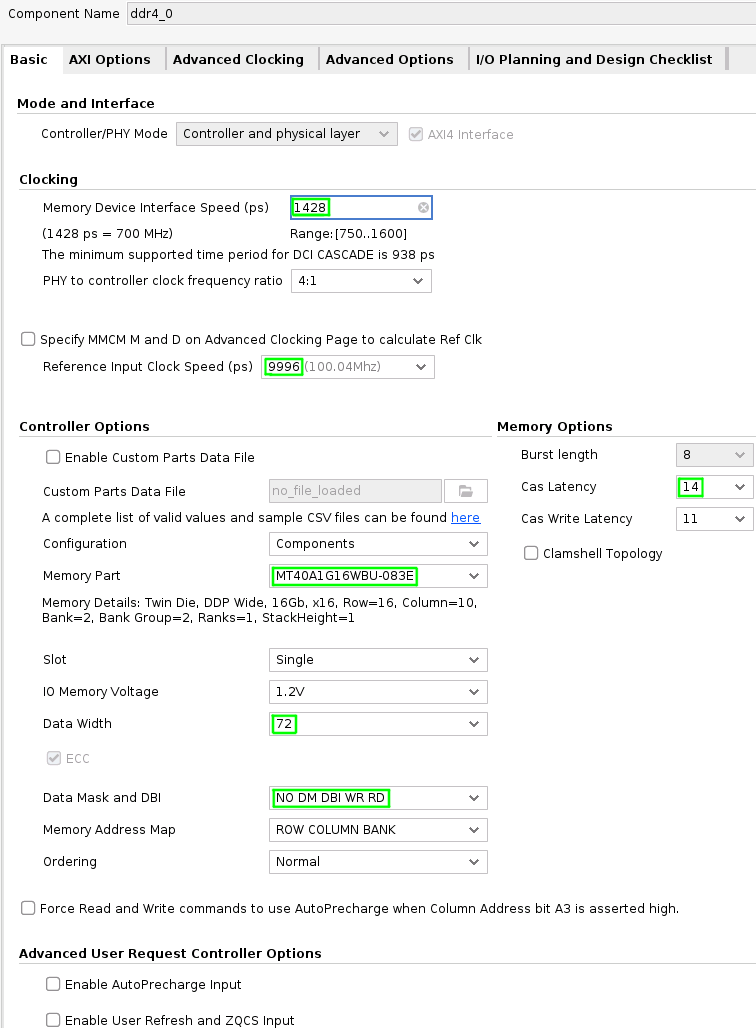 Component Name ddr4_0
Basic AXI Options Advanced Clocking Advanced Options I/O Planning and Design Checklist
Mode and Interface
Controller/PHY Mode Controller and physical layer AXI4 Interface
Clocking
Memory Device Interface Speed (ps) 1428
(1428 ps = 700 MHz) Range:[750..1600]
The minimum supported time period for DCI CASCADE is 938 ps
PHY to controller clock frequency ratio 4:1
Specify MMCM M and D on Advanced Clocking Page to calculate Ref Clk
Reference Input Clock Speed (ps) 9996 (100.04Mhz)
Controller Options
Enable Custom Parts Data File
Custom Parts Data File no_file_loaded
A complete list of valid values and sample CSV files can be found here
Configuration Components
Memory Part MT40A1G16WBU-083E
Memory Details: Twin Die, DDP Wide, 16Gb, x16, Row=16, Column=10,
Bank=2, Bank Group=2, Ranks=1, StackHeight=1
Slot Single
IO Memory Voltage 1.2V
Data Width 72
ECC
Data Mask and DBI NO DM DBI WR RD
Memory Address Map ROW COLUMN BANK
Ordering Normal
Memory Options
Burst length 8
Cas Latency 14
Cas Write Latency 11
Clamshell Topology
Force Read and Write commands to use AutoPrecharge when Column Address bit A3 is asserted high.
Advanced User Request Controller Options
Enable AutoPrecharge Input
Enable User Refresh and ZQCS Input